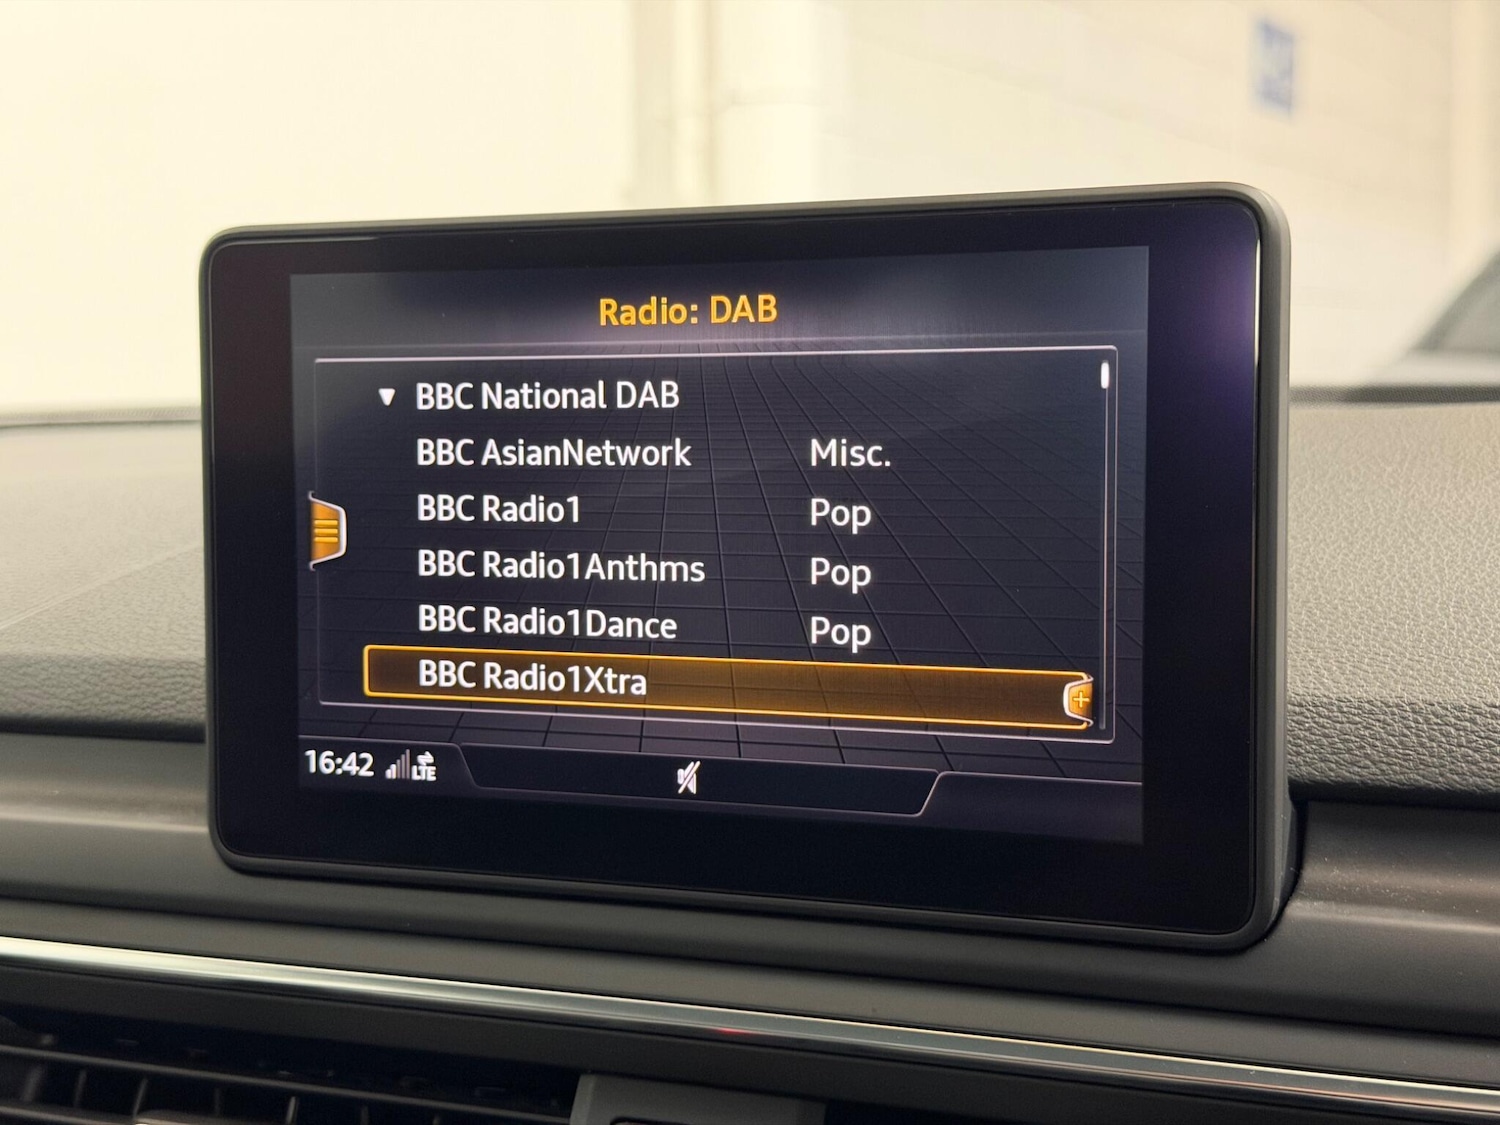 Radio: DAB
BBC National DAB
BBC AsianNetwork Misc.
BBC Radio1 Pop
BBC Radio1Anthms Pop
BBC Radio1Dance Pop
BBC Radio1Xtra
16:42 LTE